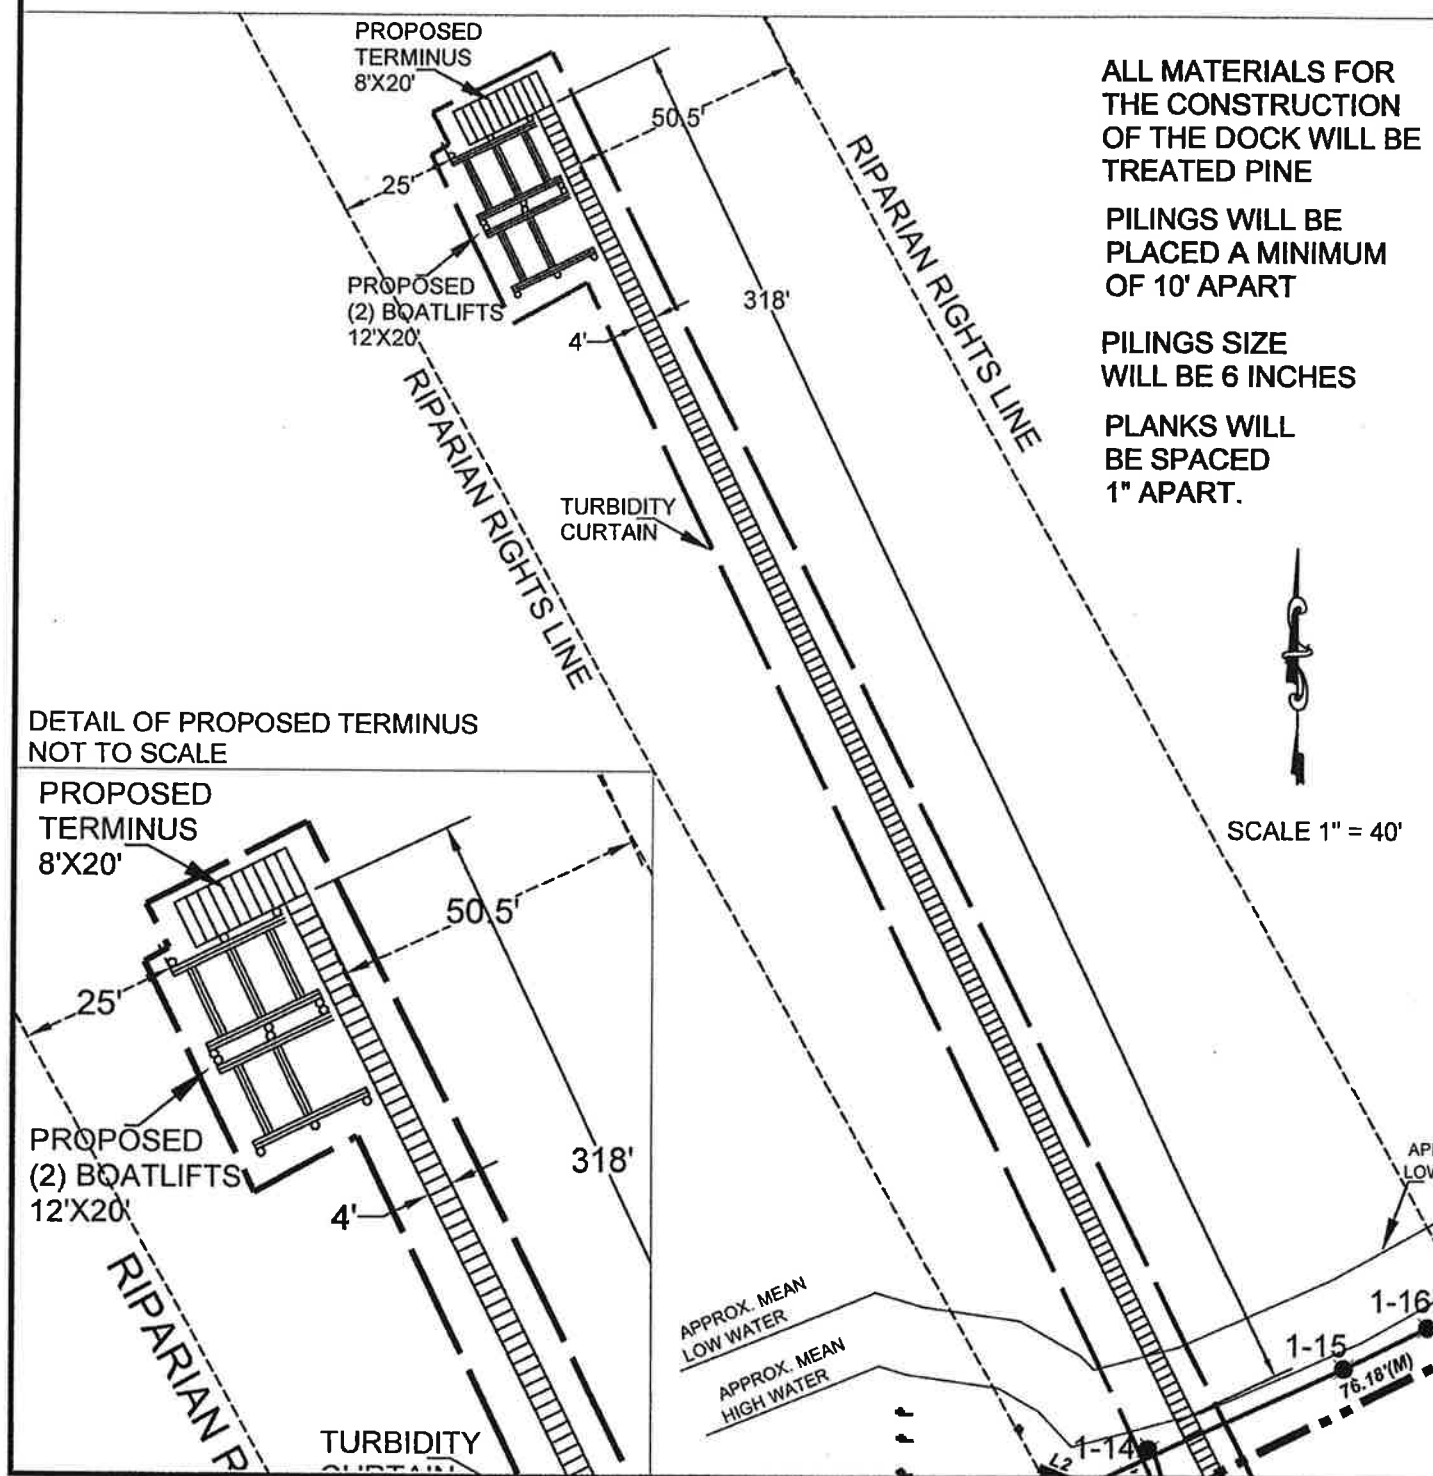 PROPOSED
TERMINUS
8'X20'
50.5'
25'
PROPOSED
(2) BOATLIFTS
12'X20'
4'
318'
RIPARIAN RIGHTS LINE
RIPARIAN RIGHTS LINE
TURBIDITY
CURTAIN
ALL MATERIALS FOR
THE CONSTRUCTION
OF THE DOCK WILL BE
TREATED PINE
PILINGS WILL BE
PLACED A MINIMUM
OF 10' APART
PILINGS SIZE
WILL BE 6 INCHES
PLANKS WILL
BE SPACED
1" APART.
SCALE 1" = 40'
DETAIL OF PROPOSED TERMINUS
NOT TO SCALE
PROPOSED
TERMINUS
8'X20'
50.5'
25'
PROPOSED
(2) BOATLIFTS
12'X20'
4'
318'
RIPARIAN R
TURBIDITY
APPROX. MEAN
LOW WATER
APPROX. MEAN
HIGH WATER
1-16
1-15
76.18'(M)
1-14
L2